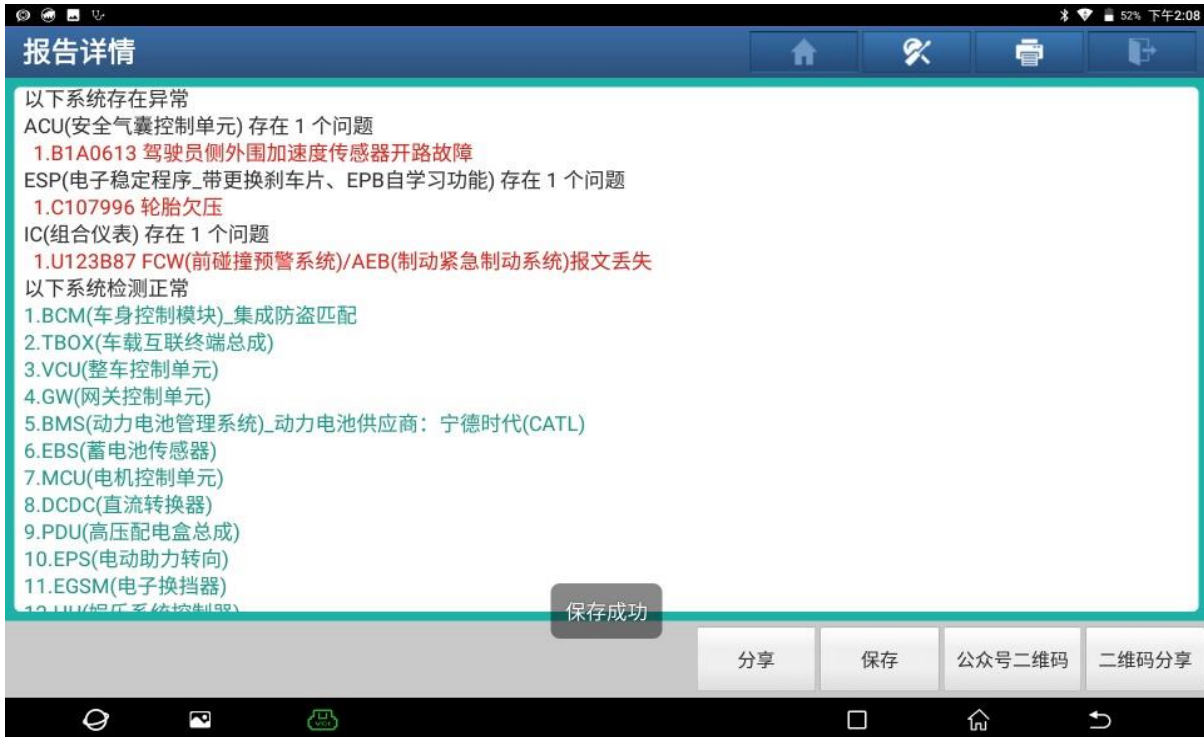 52% 下午2:08
报告详情
以下系统存在异常
ACU(安全气囊控制单元) 存在 1 个问题
1.B1A0613 驾驶员侧外围加速度传感器开路故障
ESP(电子稳定程序_带更换刹车片、EPB自学习功能) 存在 1 个问题
1.C107996 轮胎欠压
IC(组合仪表) 存在 1 个问题
1.U123B87 FCW(前碰撞预警系统)/AEB(制动紧急制动系统)报文丢失
以下系统检测正常
1.BCM(车身控制模块)_集成防盗匹配
2.TBOX(车载互联终端总成)
3.VCU(整车控制单元)
4.GW(网关控制单元)
5.BMS(动力电池管理系统)_动力电池供应商：宁德时代(CATL)
6.EBS(蓄电池传感器)
7.MCU(电机控制单元)
8.DCDC(直流转换器)
9.PDU(高压配电盒总成)
10.EPS(电动助力转向)
11.EGSM(电子换挡器)
保存成功
分享 保存 公众号二维码 二维码分享